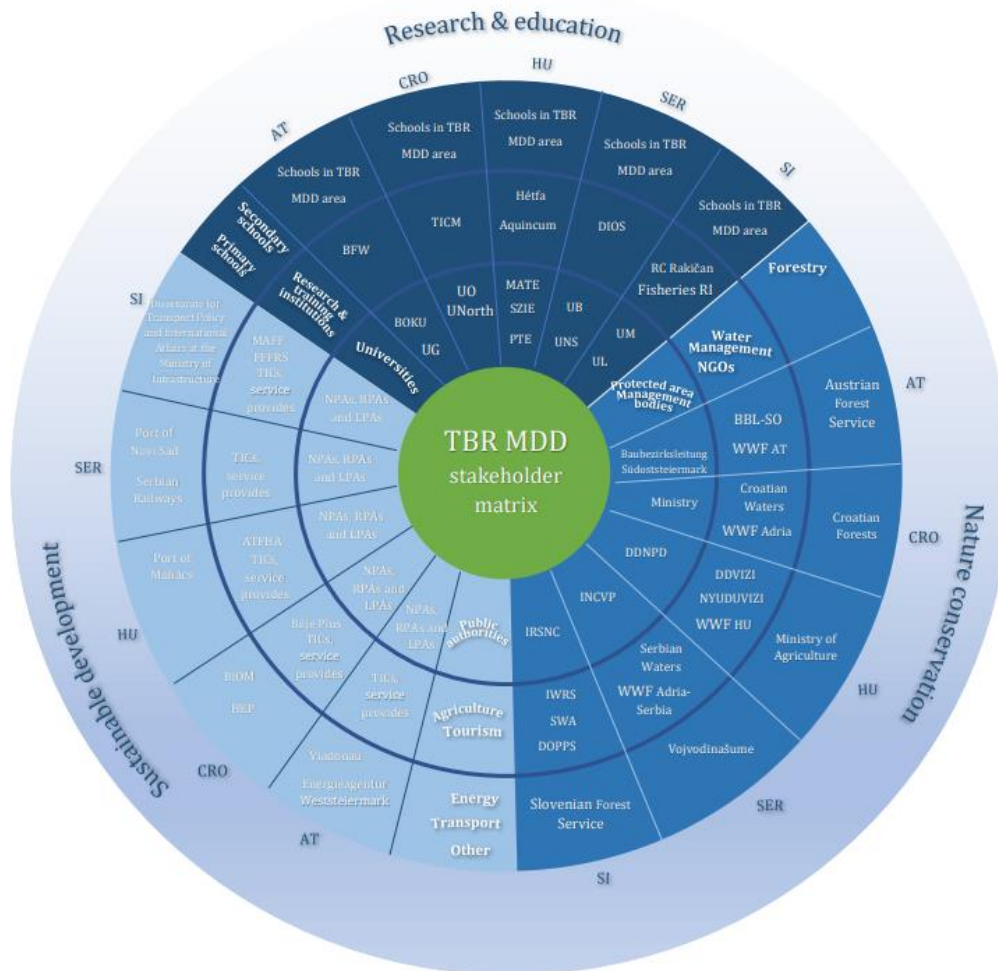 Research & education
AT
CRO
HU
SER
SI
Secondary
schools
Primary
schools
Schools in TBR
MDD area
Schools in TBR
MDD area
Schools in TBR
MDD area
Schools in TBR
MDD area
Schools in TBR
MDD area
Research &
training
institutions
BFW
TICM
Hétfa
Aquincum
DIOS
RC Rakičan
Fisheries RI
Universities
BOKU
UG
UO
UNorth
MATE
SZIE
PTE
UB
UNS
UM
UL
TBR MDD
stakeholder
matrix
Nature conservation
AT
CRO
HU
SER
SI
Forestry
Water
Management
NGOs
Protected area
Management
bodies
Austrian
Forest
Service
BBL-SO
WWF AT
Baubezirksleitung
Südoststeiermark
Croatian
Forests
Croatian
Waters
WWF Adria
Ministry
Ministry of
Agriculture
DDVIZI
NYUDUVIZI
WWF HU
DDNPD
Vojvodinašume
Serbian
Waters
WWF Adria-
Serbia
INCVP
Slovenian Forest
Service
IWRS
SWA
DOPPS
IRSNC
Sustainable development
AT
CRO
HU
SER
SI
Public
authorities
Agriculture
Tourism
Energy
Transport
Other
NPAs,
RPAs and
LPAs
TICs,
service
provides
Viadonau
Energieagentur
Weststeiermark
NPAs,
RPAs and
LPAs
TICs,
service
provides
BIOM
HEP
NPAs, RPAs
and LPAs
TICs,
service
provides
Port of
NPAs, RPAs
and LPAs
TICs,
service
provides
Port of
Novi Sad
Serbian
Railways
NPAs, RPAs
and LPAs
MAFF
FFRS
TICs,
service
provides
Directorate for
Transport Policy
and International
Affairs at the
Ministry of
Infrastructure